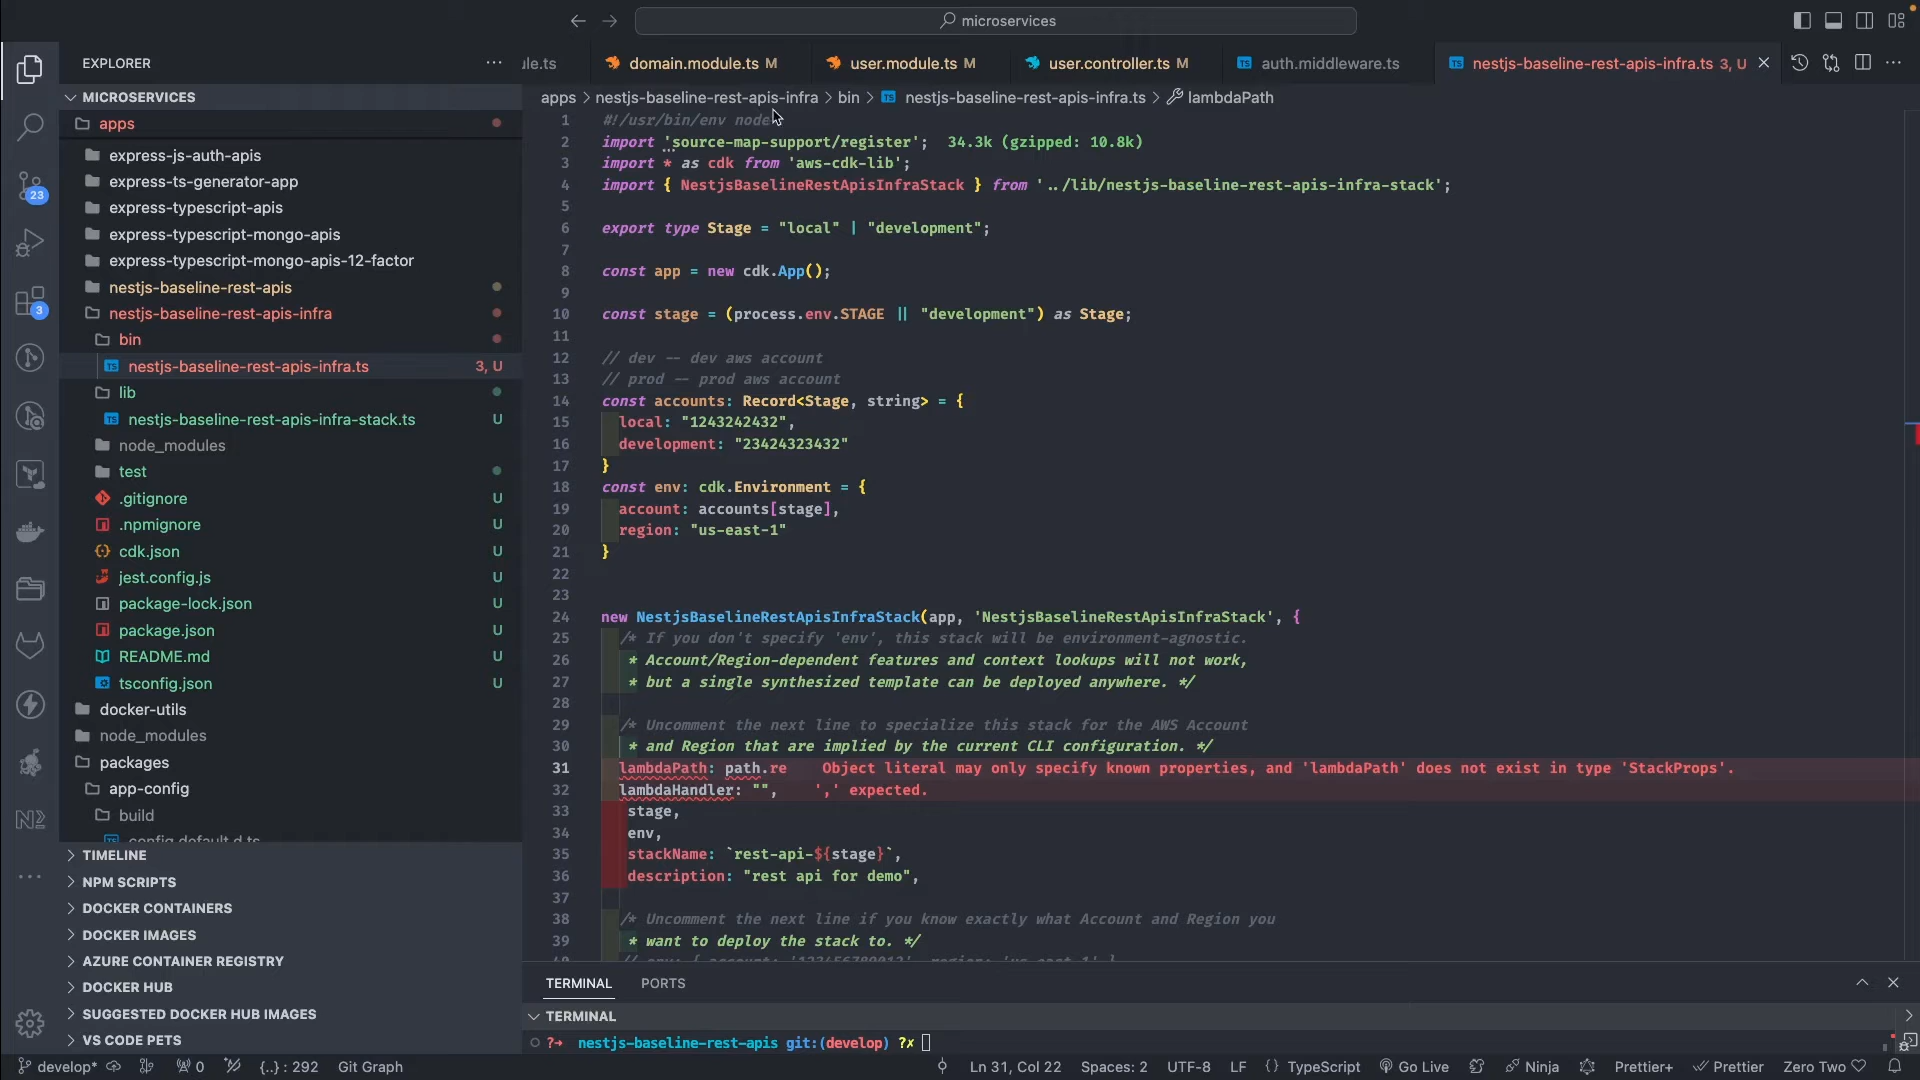 microservices
EXPLORER
ule.ts
domain.module.ts M
user.module.ts M
user.controller.ts M
auth.middleware.ts
nestjs-baseline-rest-apis-infra.ts 3, U
MICROSERVICES
apps
express-js-auth-apis
express-ts-generator-app
express-typescript-apis
express-typescript-mongo-apis
express-typescript-mongo-apis-12-factor
nestjs-baseline-rest-apis
nestjs-baseline-rest-apis-infra
bin
nestjs-baseline-rest-apis-infra.ts 3, U
lib
nestjs-baseline-rest-apis-infra-stack.ts U
node_modules
test
.gitignore U
.npmignore U
cdk.json U
jest.config.js U
package-lock.json U
package.json U
README.md U
tsconfig.json U
docker-utils
node_modules
packages
app-config
build
config.default.d.ts
TIMELINE
NPM SCRIPTS
DOCKER CONTAINERS
DOCKER IMAGES
AZURE CONTAINER REGISTRY
DOCKER HUB
SUGGESTED DOCKER HUB IMAGES
VS CODE PETS
23
3
apps > nestjs-baseline-rest-apis-infra > bin > nestjs-baseline-rest-apis-infra.ts > lambdaPath
1 #!/usr/bin/env node
2 import 'source-map-support/register'; 34.3k (gzipped: 10.8k)
3 import * as cdk from 'aws-cdk-lib';
4 import { NestjsBaselineRestApisInfraStack } from '../lib/nestjs-baseline-rest-apis-infra-stack';
5
6 export type Stage = "local" | "development";
7
8 const app = new cdk.App();
9
10 const stage = (process.env.STAGE || "development") as Stage;
11
12 // dev -- dev aws account
13 // prod -- prod aws account
14 const accounts: Record<Stage, string> = {
15 local: "1243242432",
16 development: "23424323432"
17 }
18 const env: cdk.Environment = {
19 account: accounts[stage],
20 region: "us-east-1"
21 }
22
23
24 new NestjsBaselineRestApisInfraStack(app, 'NestjsBaselineRestApisInfraStack', {
25 /* If you don't specify 'env', this stack will be environment-agnostic.
26 * Account/Region-dependent features and context lookups will not work,
27 * but a single synthesized template can be deployed anywhere. */
28
29 /* Uncomment the next line to specialize this stack for the AWS Account
30 * and Region that are implied by the current CLI configuration. */
31 lambdaPath: path.re Object literal may only specify known properties, and 'lambdaPath' does not exist in type 'StackProps'.
32 lambdaHandler: "", ',' expected.
33 stage,
34 env,
35 stackName: `rest-api-${stage}`,
36 description: "rest api for demo",
37
38 /* Uncomment the next line if you know exactly what Account and Region you
39 * want to deploy the stack to. */
40 // env: { account: '123456789012', region: 'us-east-1' }
TERMINAL PORTS
TERMINAL
?→ nestjs-baseline-rest-apis git:(develop) ?✗
develop* 0 {..} : 292 Git Graph Ln 31, Col 22 Spaces: 2 UTF-8 LF {} TypeScript Go Live Ninja Prettier+ Prettier Zero Two